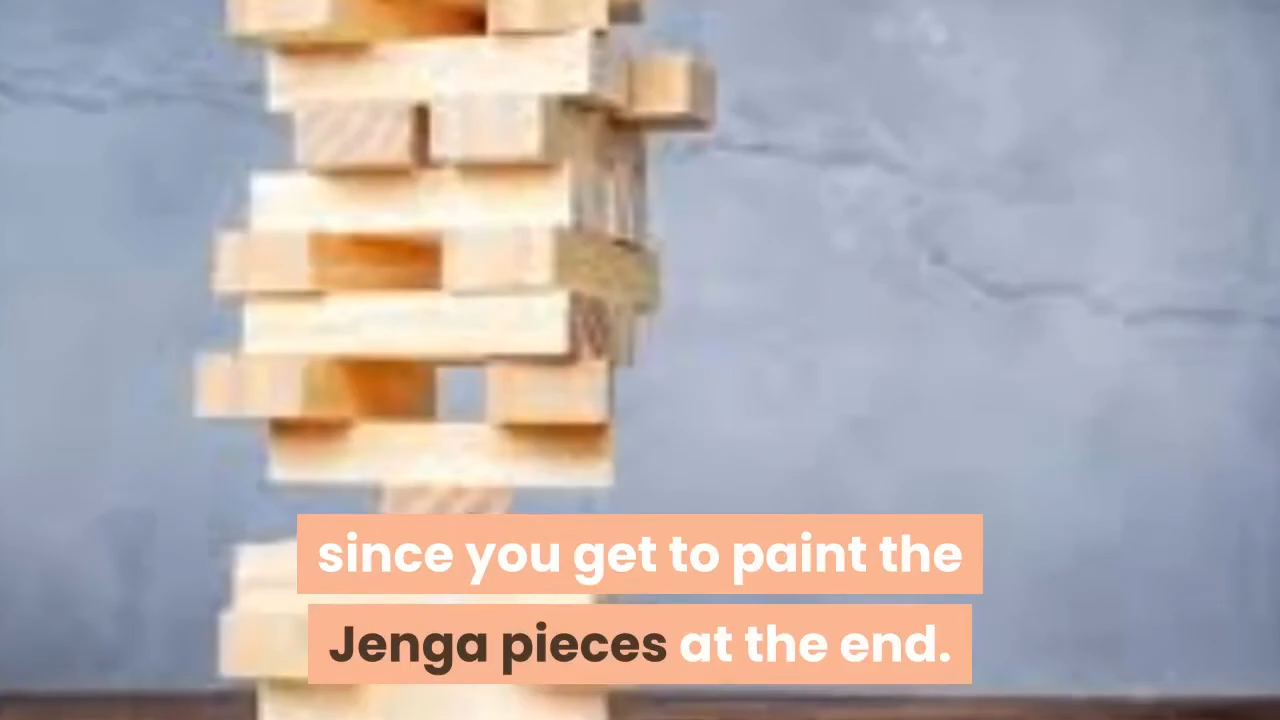 since you get to paint the
Jenga pieces at the end.